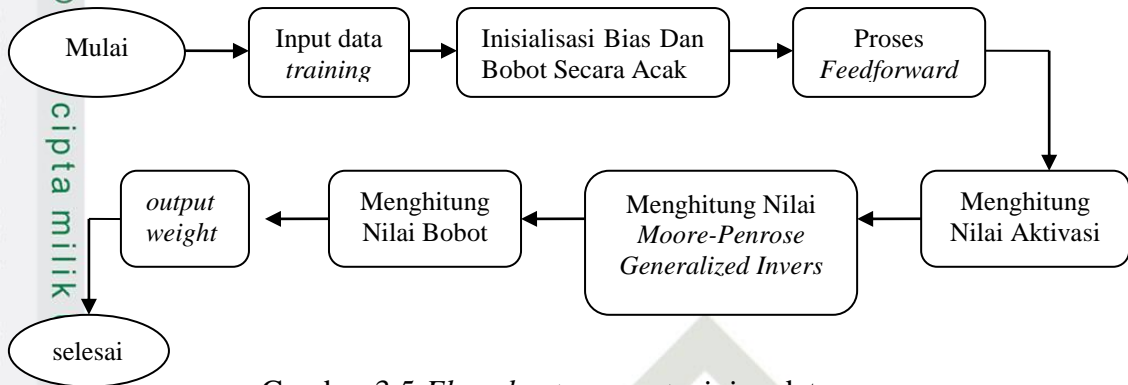 Mulai
Input data
training
Inisialisasi Bias Dan
Bobot Secara Acak
Proses
Feedforward
Menghitung
Nilai Aktivasi
Menghitung Nilai
Moore-Penrose
Generalized Invers
Menghitung
Nilai Bobot
output
weight
selesai
cipta milik